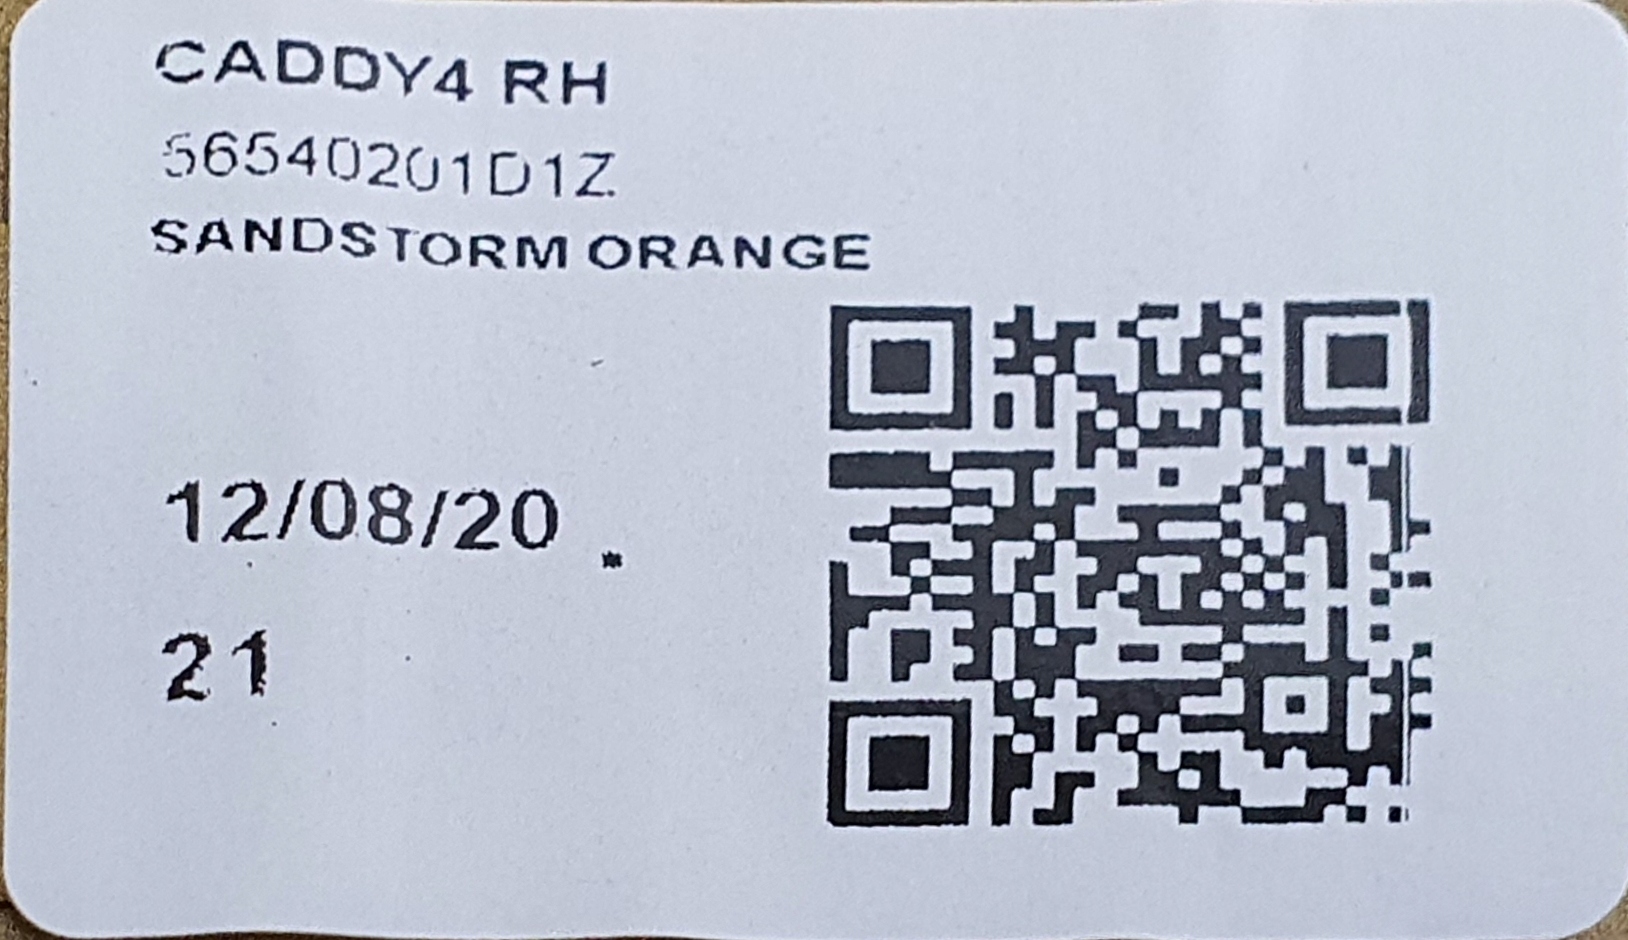 CADDY4 RH
56540201D1Z
SANDSTORM ORANGE
12/08/20
21